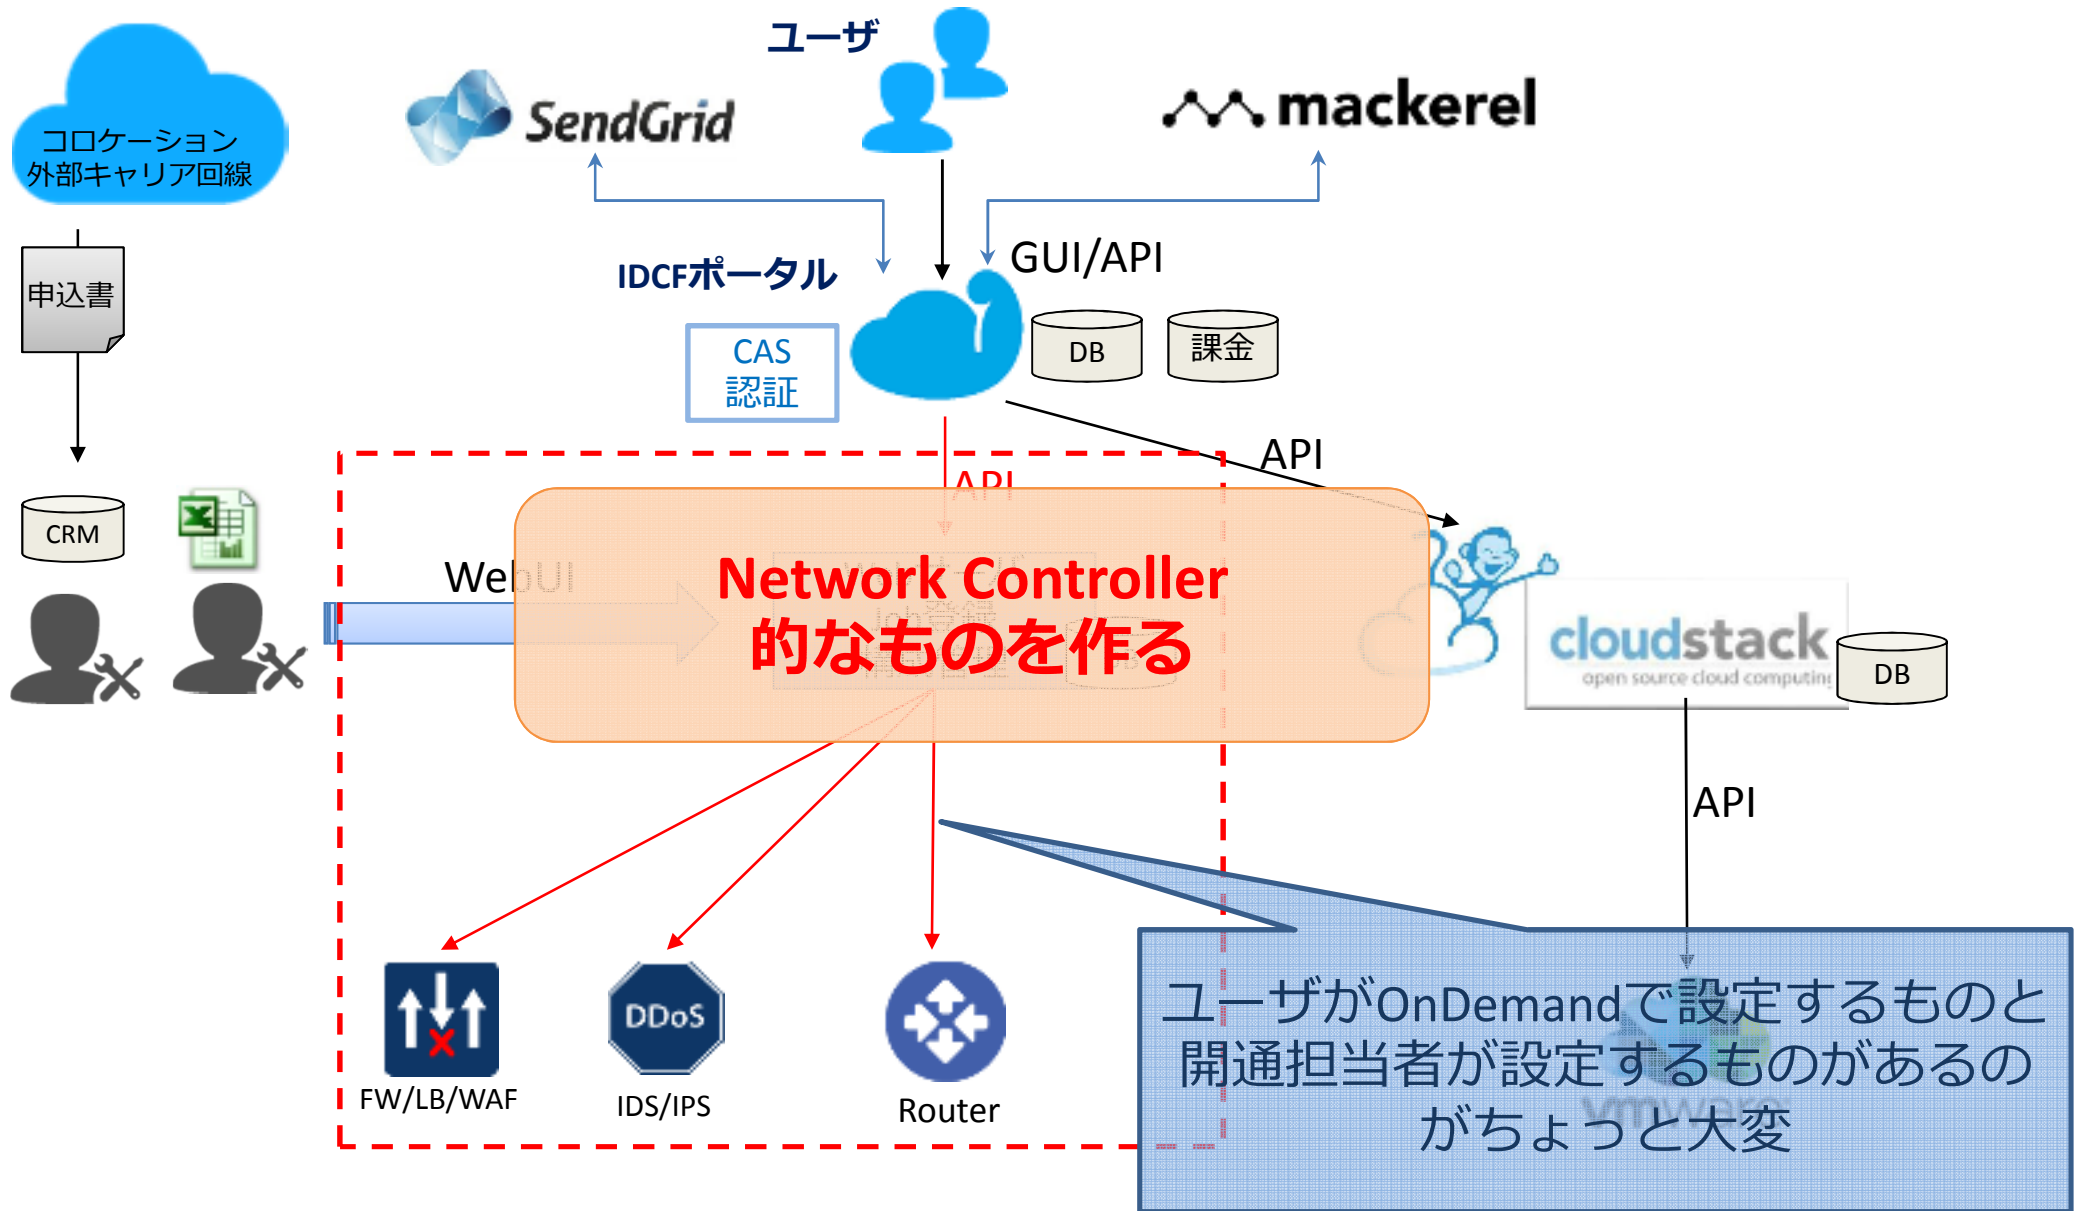 ユーザ
SendGrid
mackerel
コロケーション
外部キャリア回線
申込書
IDCFポータル
GUI/API
CAS
認証
DB
課金
API
API
CRM
WebUI
Network Controller
的なものを作る
cloudstack
open source cloud computing
DB
API
DDoS
FW/LB/WAF
IDS/IPS
Router
ユーザがOnDemandで設定するものと
開通担当者が設定するものがあるの
がちょっと大変
vmware